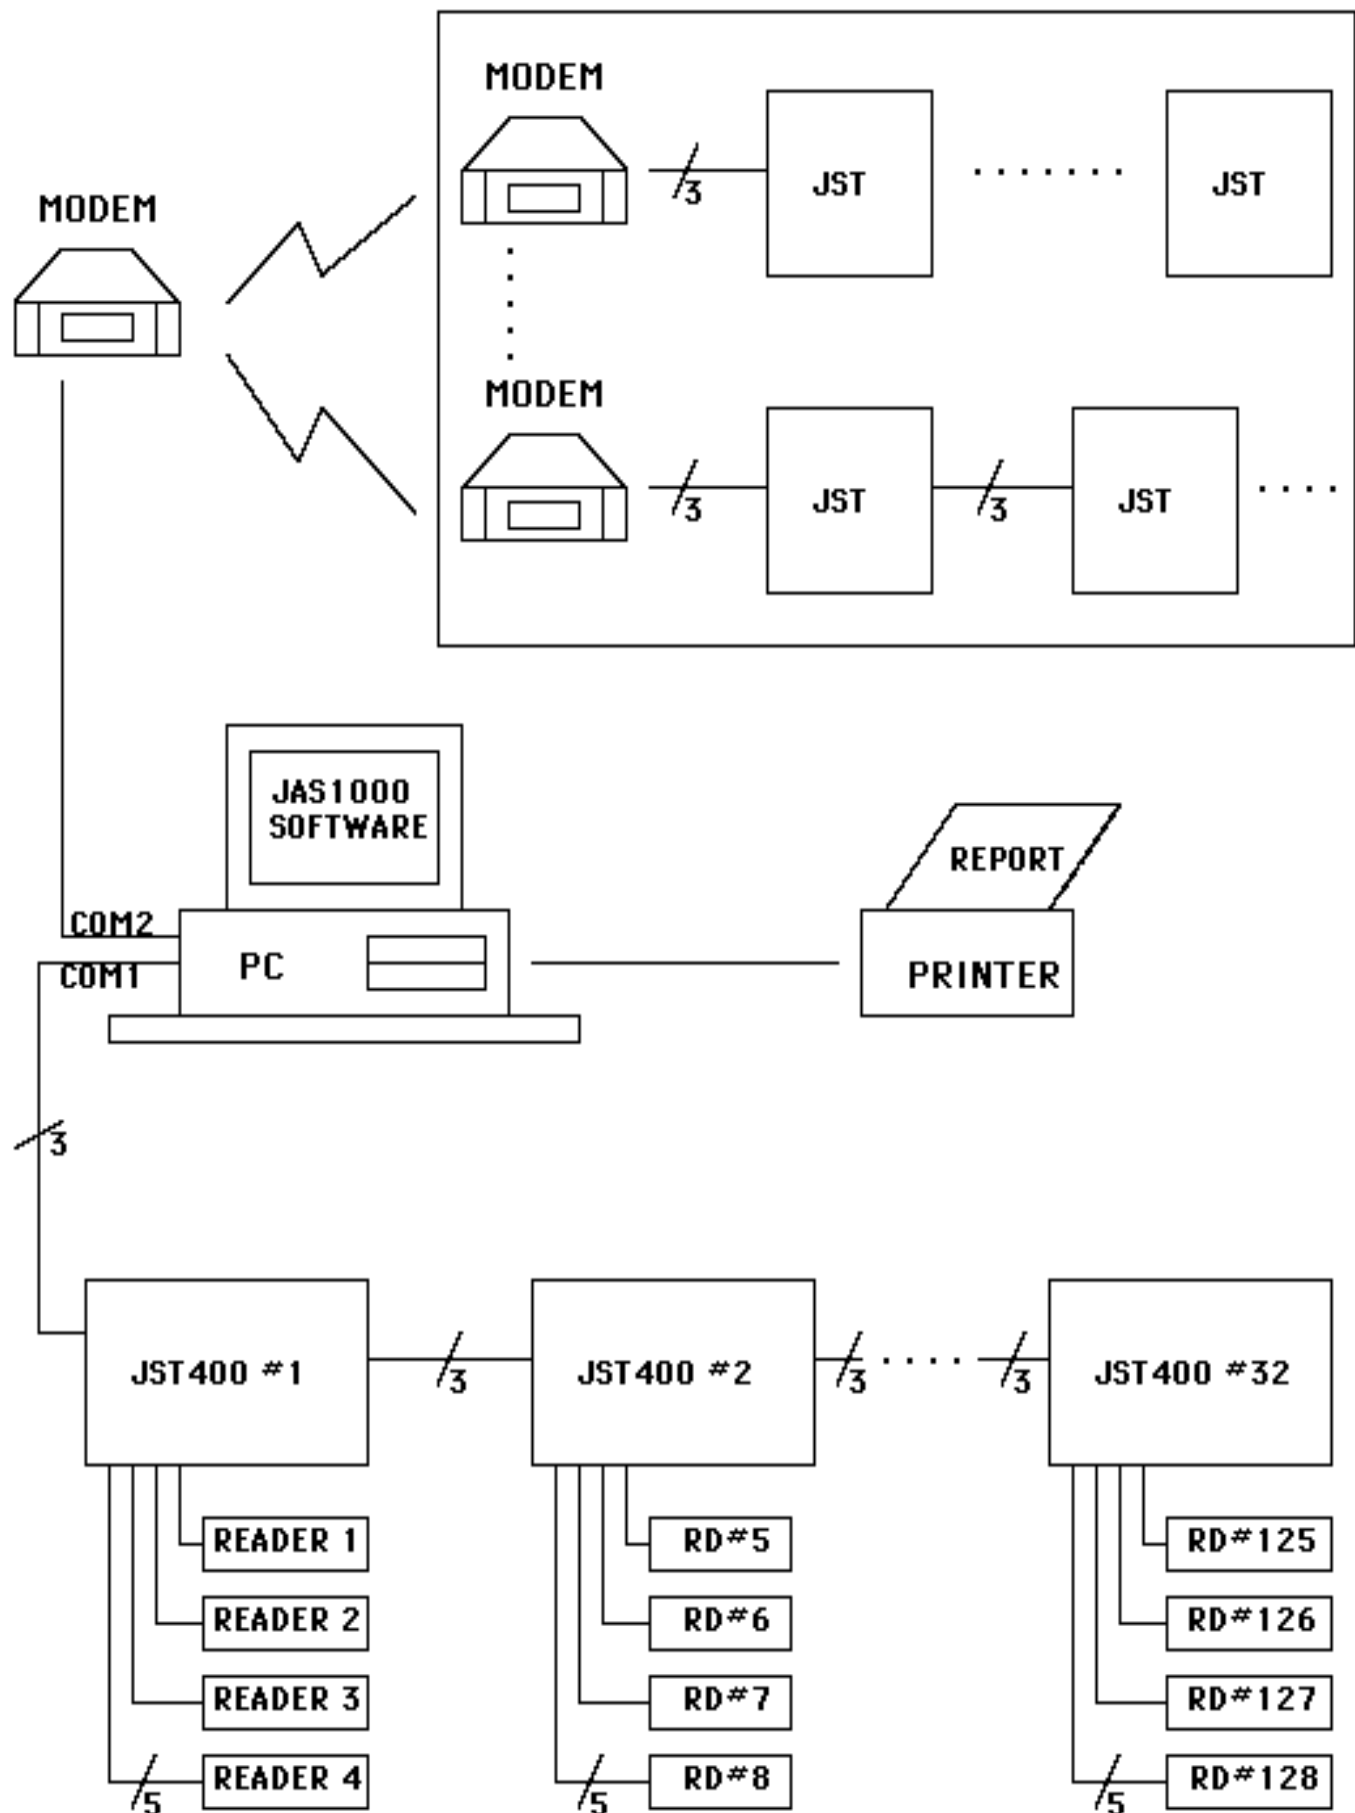 MODEM
MODEM
3
JST
.......
JST
MODEM
3
JST
3
JST
....
JAS1000
SOFTWARE
REPORT
COM2
COM1
PC
PRINTER
3
JST400 #1
3
JST400 #2
3
....
3
JST400 #32
READER 1
RD#5
RD#125
READER 2
RD#6
RD#126
READER 3
RD#7
RD#127
5
READER 4
5
RD#8
5
RD#128